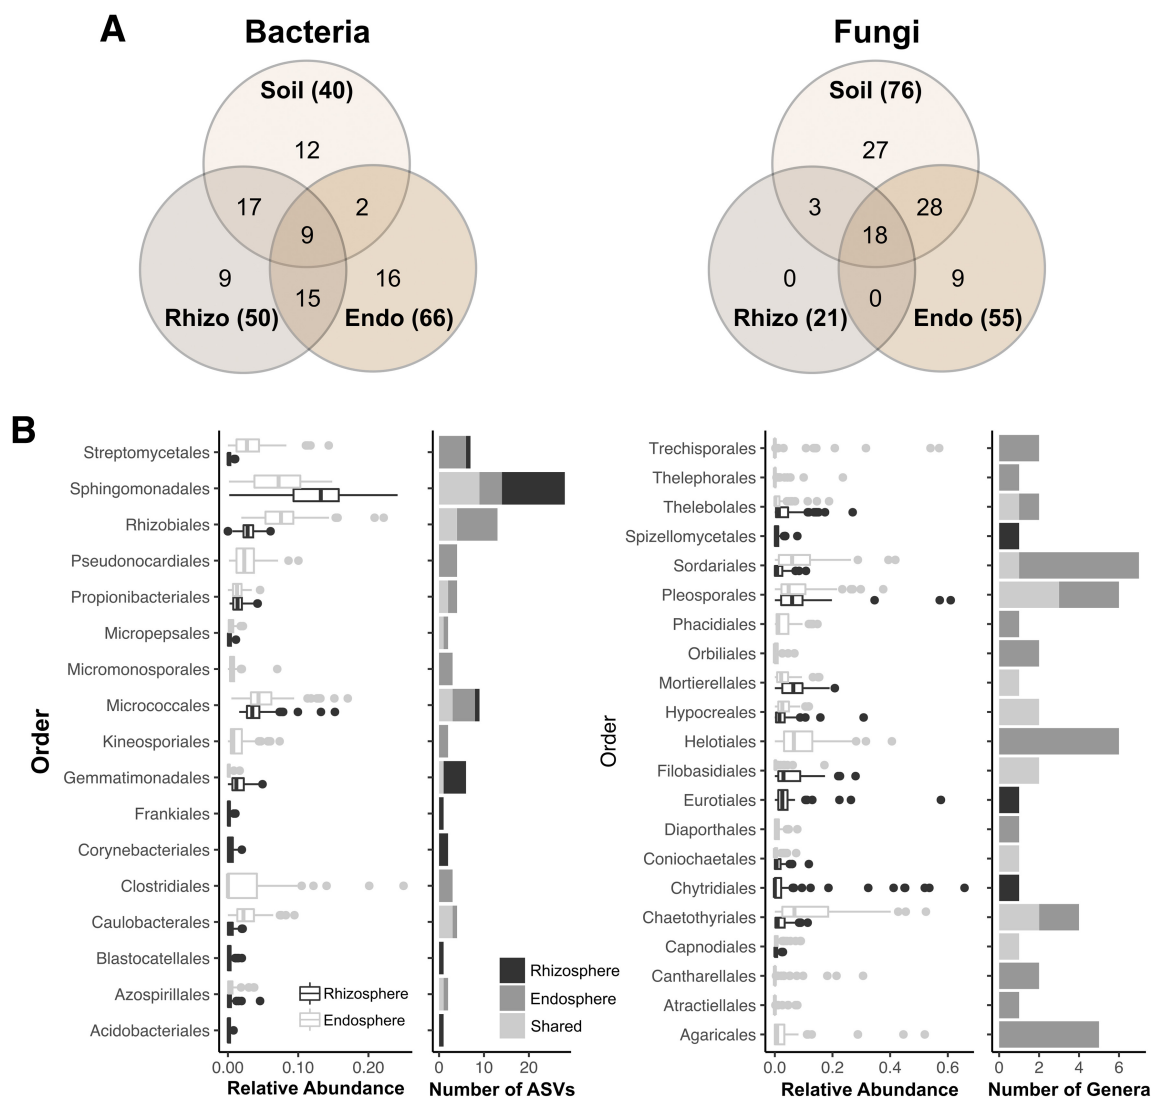 A
Bacteria
Fungi
Soil (40)
12
17
2
9
9
16
15
Rhizo (50)
Endo (66)
Soil (76)
27
3
28
18
0
9
0
Rhizo (21)
Endo (55)
B
Order
Streptomycetales
Sphingomonadales
Rhizobiales
Pseudonocardiales
Propionibacteriales
Micropepsales
Micromonosporales
Micrococcales
Kineosporiales
Gemmatimonadales
Frankiales
Corynebacteriales
Clostridiales
Caulobacterales
Blastocatellales
Azospirillales
Acidobacteriales
Rhizosphere
Endosphere
0.00 0.10 0.20
Relative Abundance
Rhizosphere
Endosphere
Shared
0 10 20
Number of ASVs
Order
Trechisporales
Thelephorales
Thelebolales
Spizellomycetales
Sordariales
Pleosporales
Phacidiales
Orbiliales
Mortierellales
Hypocreales
Helotiales
Filobasidiales
Eurotiales
Diaporthales
Coniochaetales
Chytridiales
Chaetothyriales
Capnodiales
Cantharellales
Atractiellales
Agaricales
0.0 0.2 0.4 0.6
Relative Abundance
0 2 4 6
Number of Genera